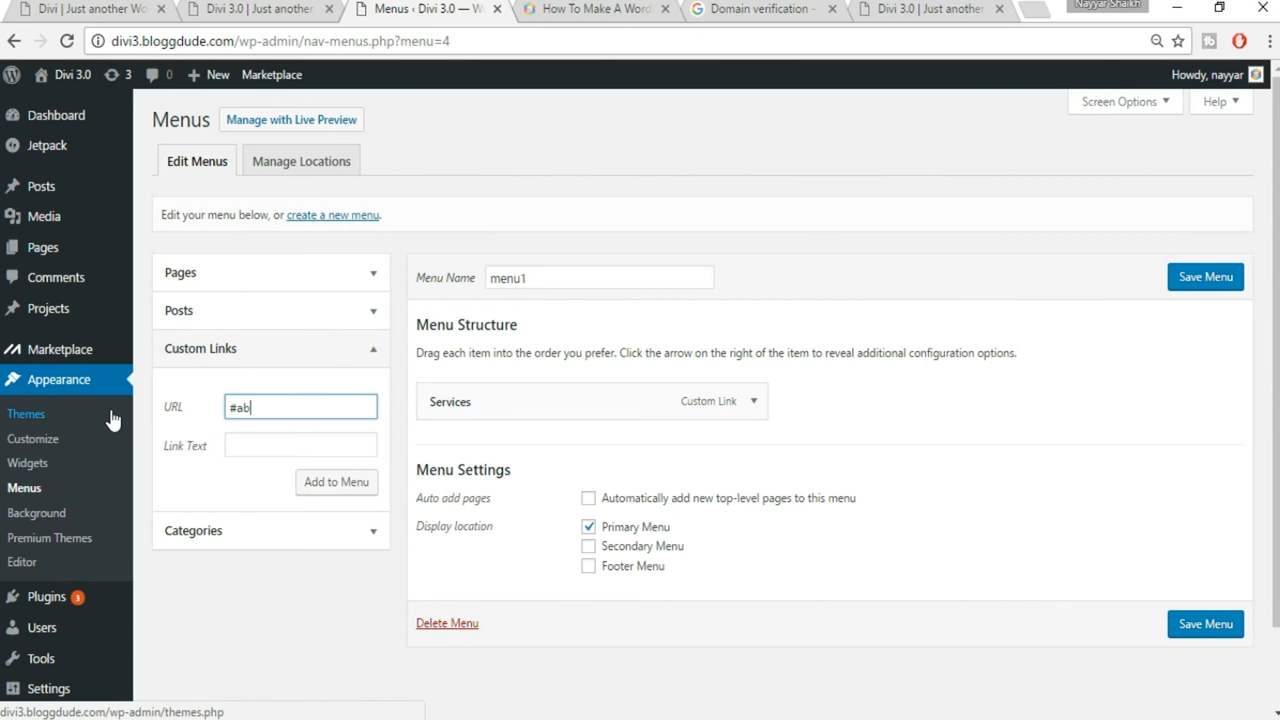 Divi | Just another Wo
Divi 3.0 | Just another
Menus ‹ Divi 3.0 — W
How To Make A Word
Domain verification -
Divi 3.0 | Just another
Nayyar Shaikh
divi3.bloggdude.com/wp-admin/nav-menus.php?menu=4
Divi 3.0
3
0
New
Marketplace
Howdy, nayyar
Dashboard
Jetpack
Posts
Media
Pages
Comments
Projects
Marketplace
Appearance
Themes
Customize
Widgets
Menus
Background
Premium Themes
Editor
Plugins 3
Users
Tools
Settings
Screen Options
Help
Menus
Manage with Live Preview
Edit Menus
Manage Locations
Edit your menu below, or create a new menu.
Pages
Posts
Custom Links
URL
#ab
Link Text
Add to Menu
Categories
Menu Name
menu1
Save Menu
Menu Structure
Drag each item into the order you prefer. Click the arrow on the right of the item to reveal additional configuration options.
Services
Custom Link
Menu Settings
Auto add pages
Automatically add new top-level pages to this menu
Display location
Primary Menu
Secondary Menu
Footer Menu
Delete Menu
Save Menu
divi3.bloggdude.com/wp-admin/themes.php